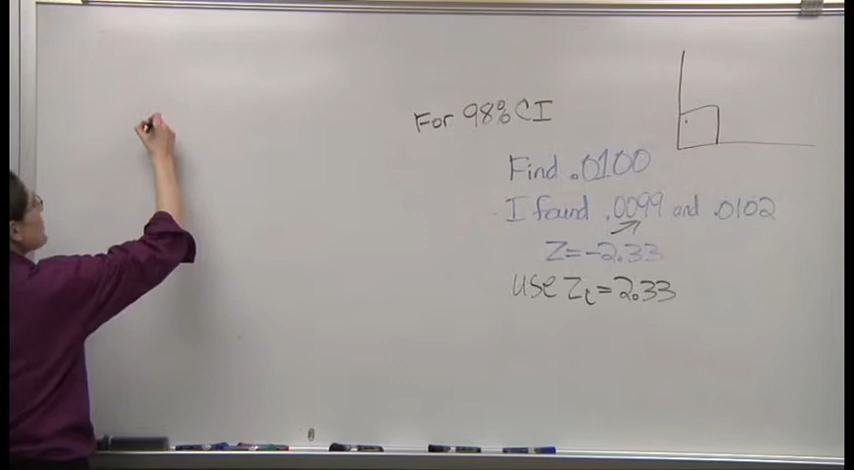 For 98% CI
Find .0100
I found .0099 and .0102
Z=-2.33
use Zc=2.33